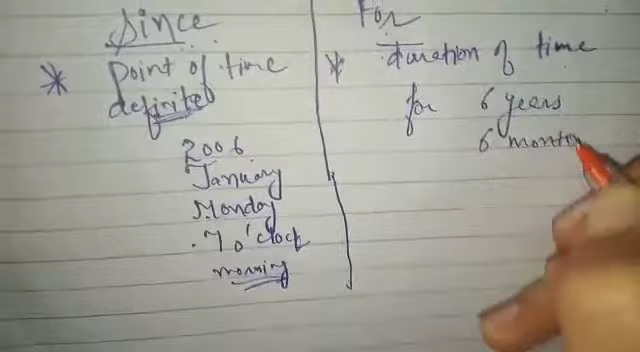 Since
* Point of time
definite
2006
January
Monday
7 o'clock
morning
For
* duration of time
for 6 years
6 month